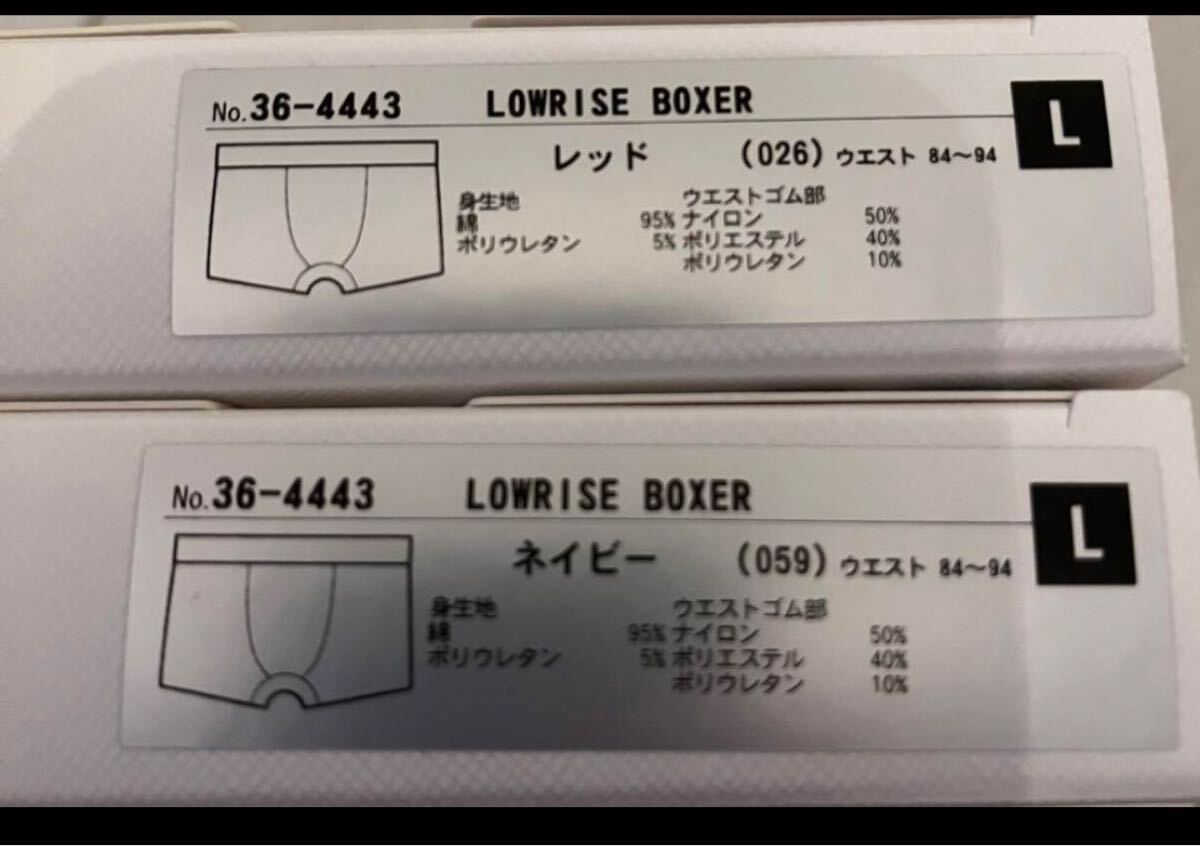 No.36-4443 LOWRISE BOXER L
レッド (026) ウエスト 84～94
身生地 ウエストゴム部
綿 95% ナイロン 50%
ポリウレタン 5% ポリエステル 40%
ポリウレタン 10%
No.36-4443 LOWRISE BOXER L
ネイビー (059) ウエスト 84～94
身生地 ウエストゴム部
綿 95% ナイロン 50%
ポリウレタン 5% ポリエステル 40%
ポリウレタン 10%